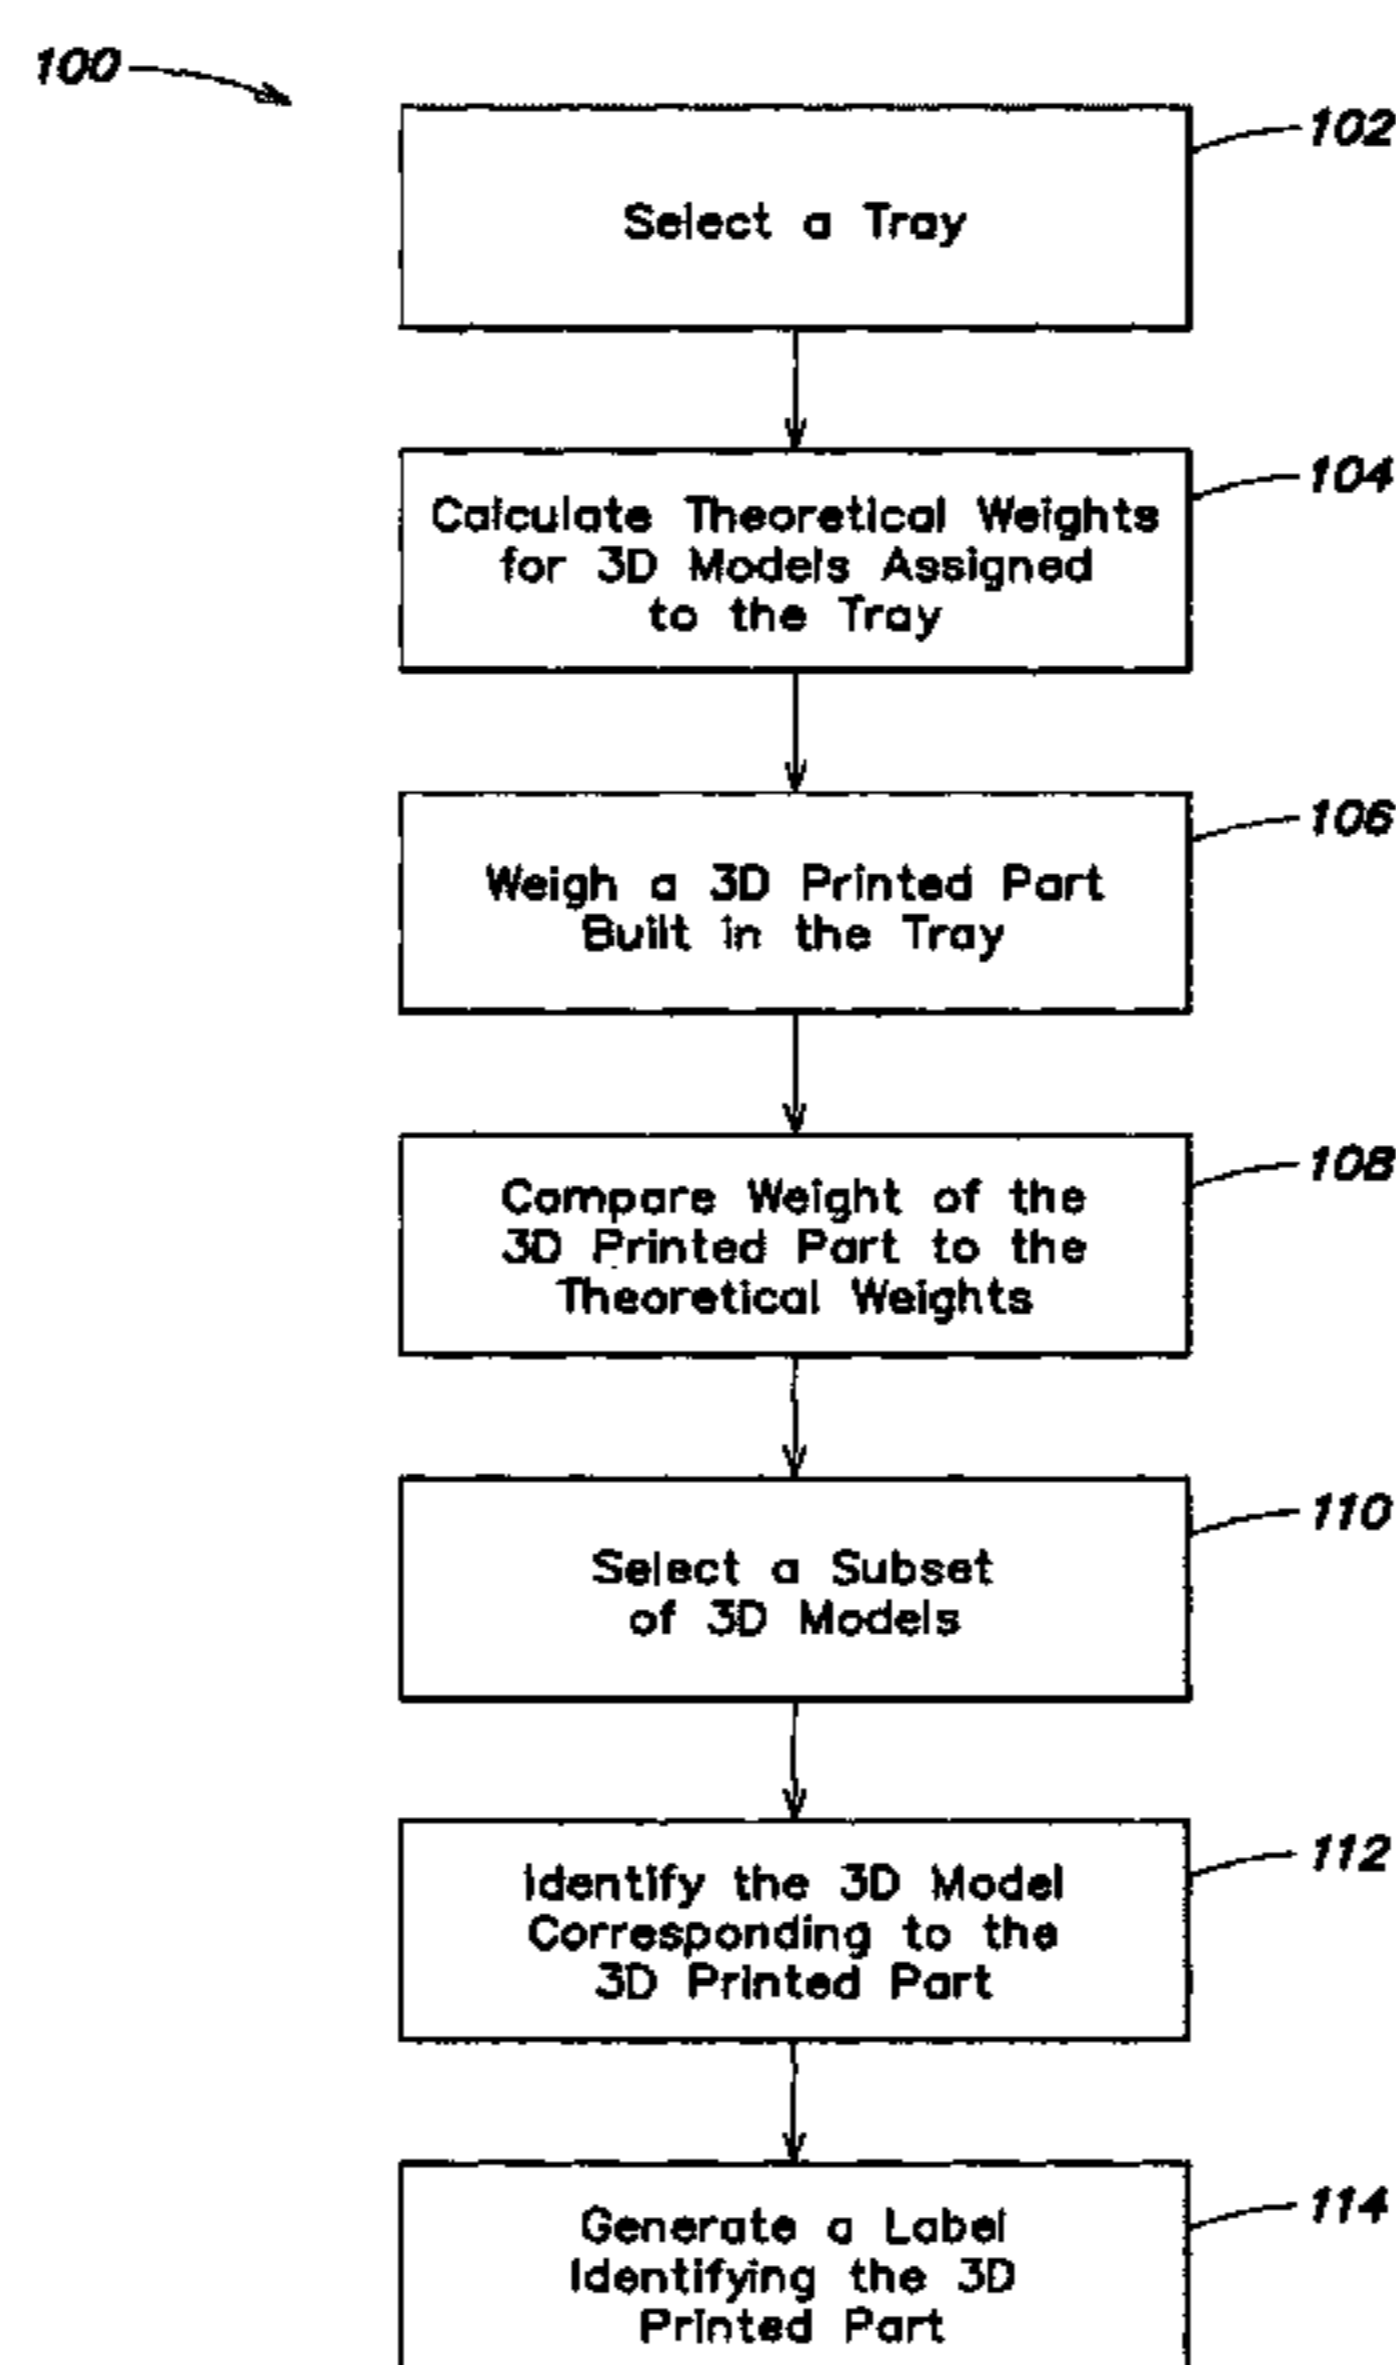 100
102
Select a Tray
104
Calculate Theoretical Weights
for 3D Models Assigned
to the Tray
106
Weigh a 3D Printed Part
Built in the Tray
108
Compare Weight of the
3D Printed Part to the
Theoretical Weights
110
Select a Subset
of 3D Models
112
Identify the 3D Model
Corresponding to the
3D Printed Part
114
Generate a Label
Identifying the 3D
Printed Part